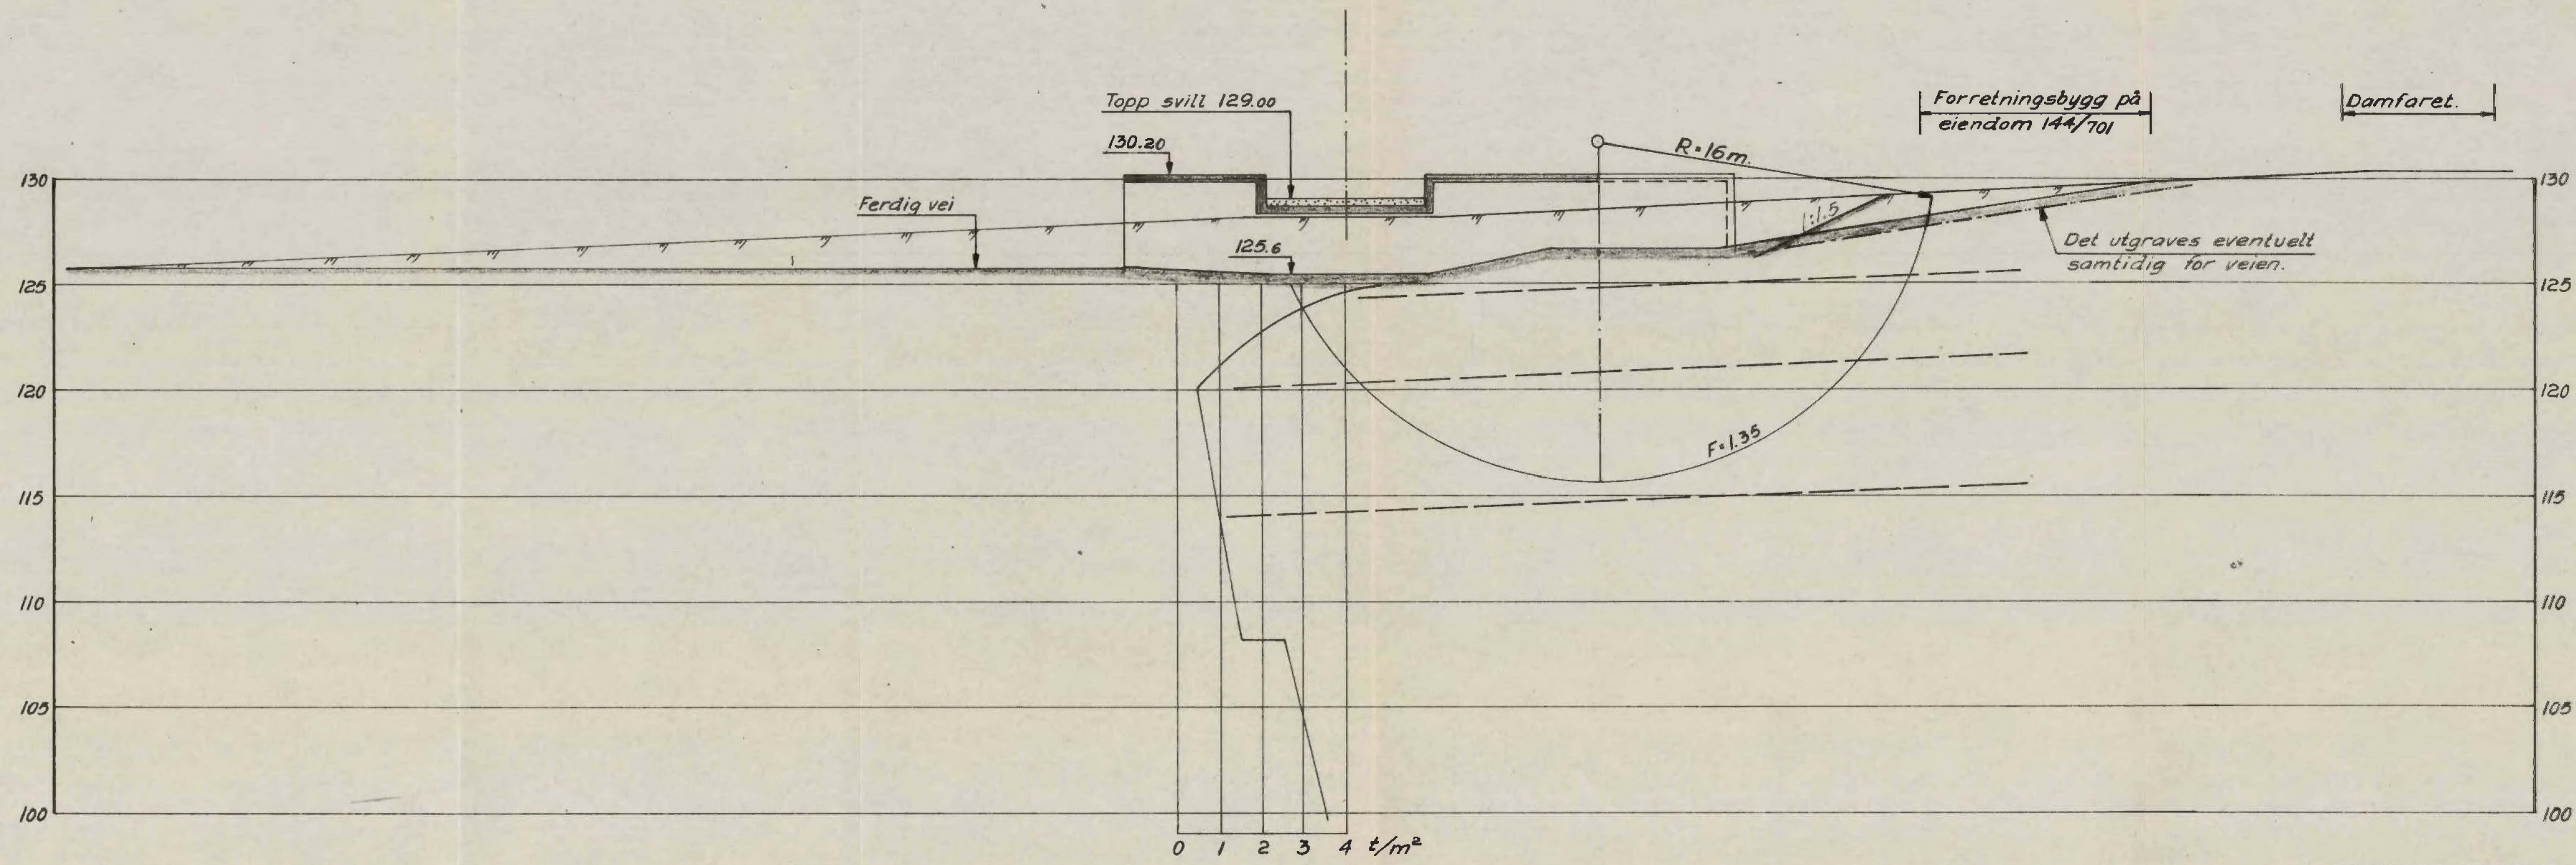 Topp svill 129.00
130.20
Forretningsbygg på
eiendom 144/701
Damfaret.
R=16m.
130
130
Ferdig vei
1:1.5
125.6
Det utgraves eventuelt
samtidig for veien.
125
125
120
120
F=1.35
115
115
110
110
105
105
100
100
0 1 2 3 4 t/m²